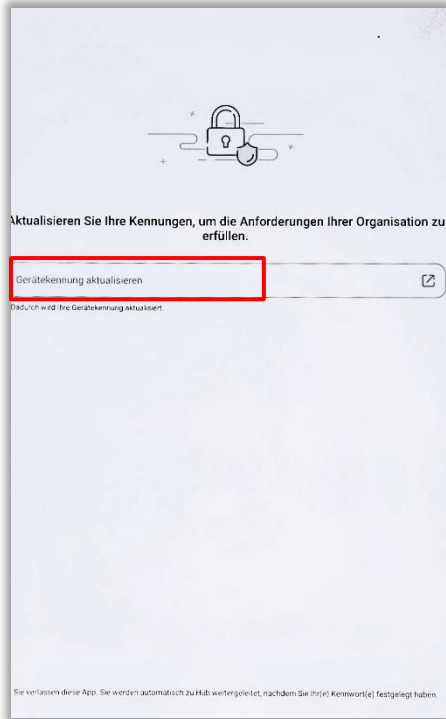 Aktualisieren Sie Ihre Kennungen, um die Anforderungen Ihrer Organisation zu
erfüllen.
Gerätekennung aktualisieren
Dadurch wird Ihre Gerätekennung aktualisiert.
Sie verlassen diese App. Sie werden automatisch zu Hub weitergeleitet, nachdem Sie Ihr(e) Kennwort(e) festgelegt haben.